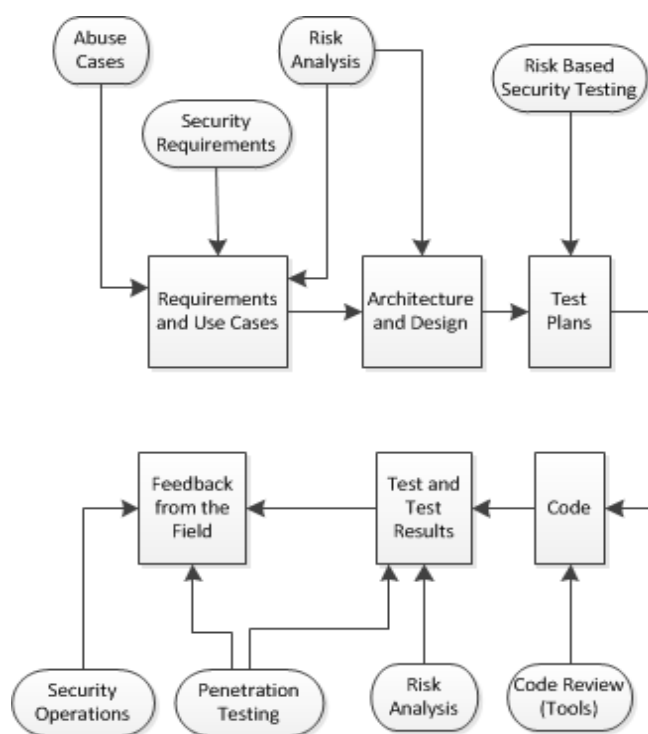 Abuse
Cases
Risk
Analysis
Risk Based
Security Testing
Security
Requirements
Requirements
and Use Cases
Architecture
and Design
Test
Plans
Feedback
from the
Field
Test and
Test
Results
Code
Security
Operations
Penetration
Testing
Risk
Analysis
Code Review
(Tools)